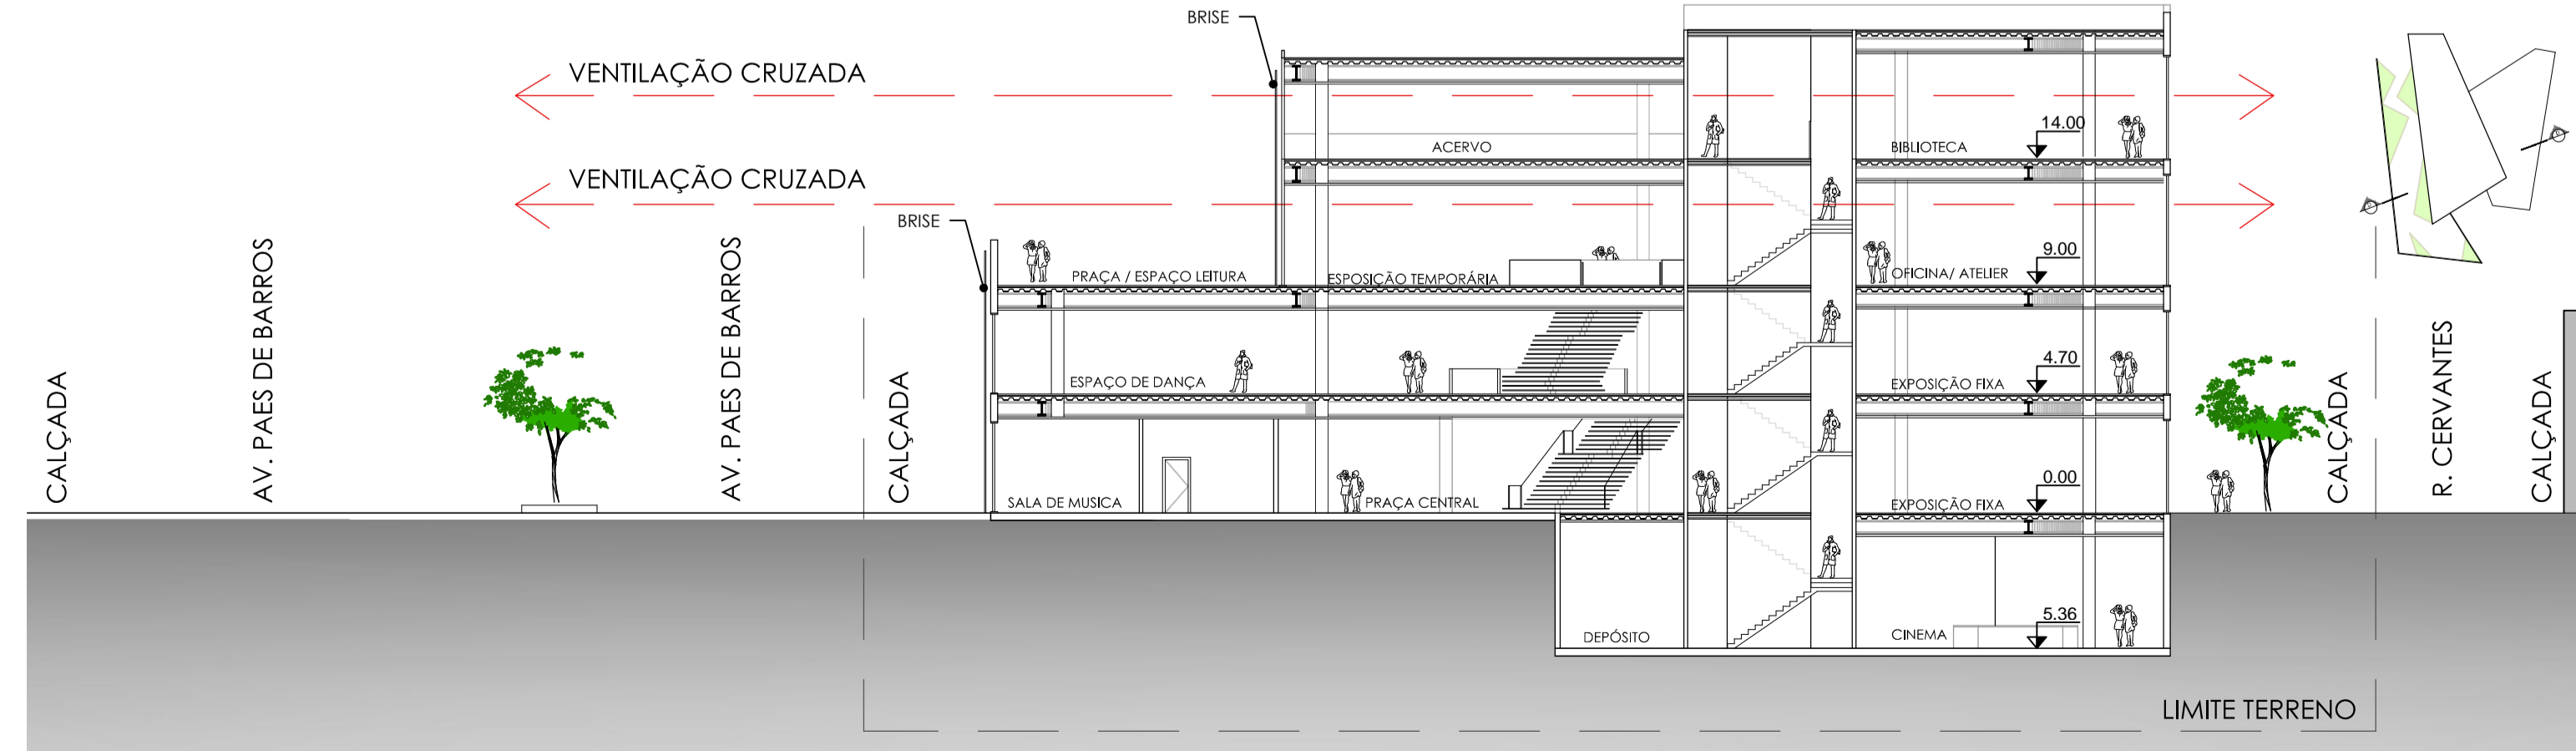 BRISE
VENTILAÇÃO CRUZADA
14.00
ACERVO
BIBLIOTECA
VENTILAÇÃO CRUZADA
BRISE
9.00
PRAÇA / ESPAÇO LEITURA
ESPOSIÇÃO TEMPORÁRIA
OFICINA/ ATELIER
4.70
ESPAÇO DE DANÇA
EXPOSIÇÃO FIXA
CALÇADA
AV. PAES DE BARROS
AV. PAES DE BARROS
CALÇADA
CALÇADA
R. CERVANTES
CALÇADA
0.00
SALA DE MUSICA
PRAÇA CENTRAL
EXPOSIÇÃO FIXA
5.36
DEPÓSITO
CINEMA
LIMITE TERRENO